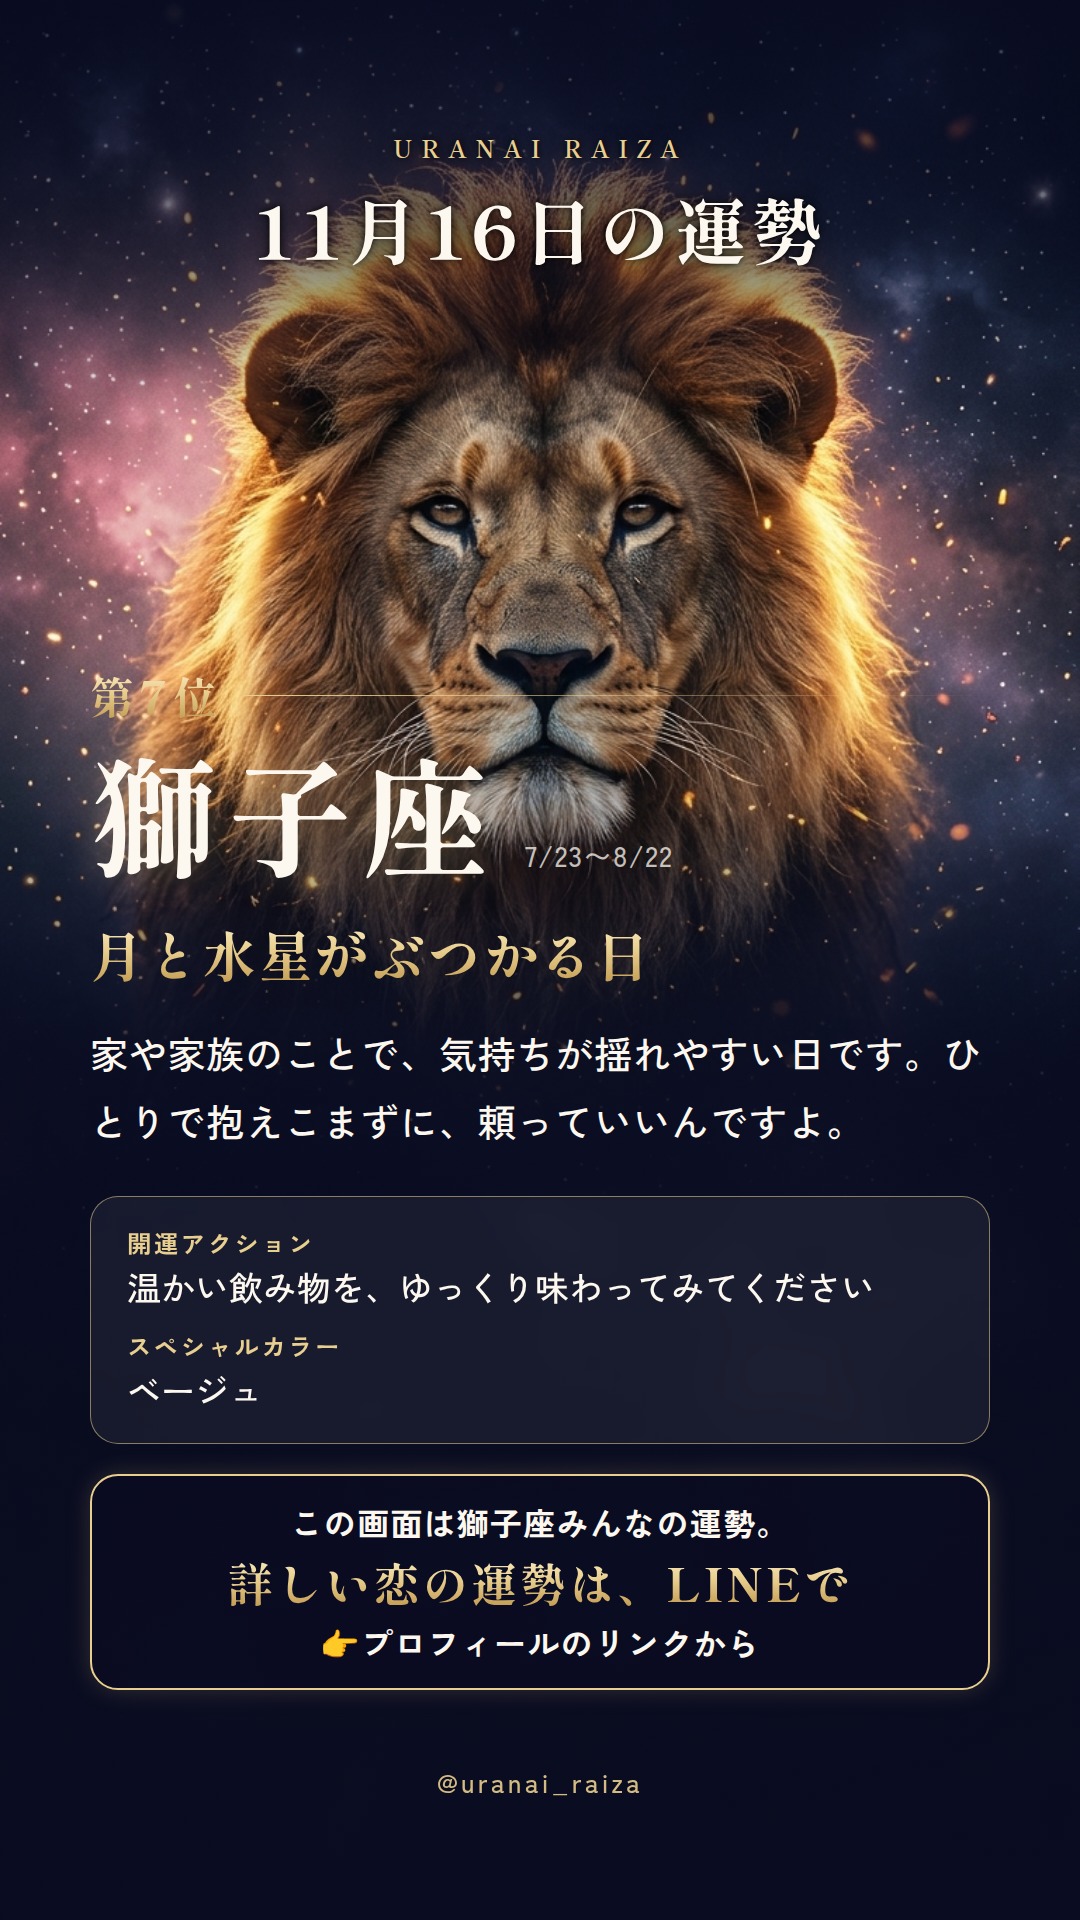 URANAI RAIZA
11月16日の運勢
第7位
獅子座 7/23〜8/22
月と水星がぶつかる日
家や家族のことで、気持ちが揺れやすい日です。ひ
とりで抱えこまずに、頼っていいんですよ。
開運アクション
温かい飲み物を、ゆっくり味わってみてください
スペシャルカラー
ベージュ
この画面は獅子座みんなの運勢。
詳しい恋の運勢は、LINEで
👉プロフィールのリンクから
@uranai_raiza